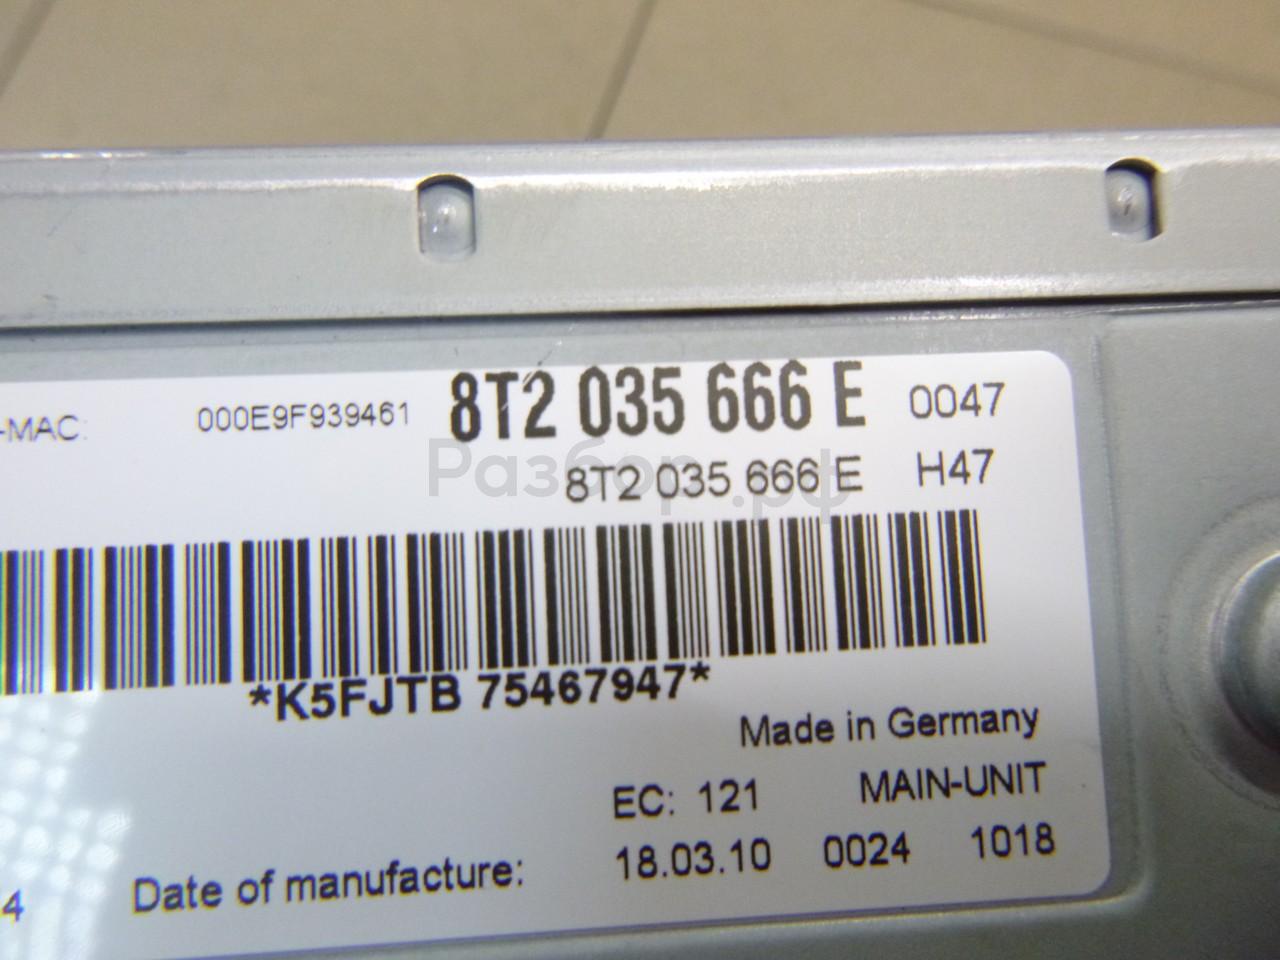 -MAC: 000E9F939461 8T2 035 666 E 0047
8T2 035 666 E H47
Разбор.рф
*K5FJTB 75467947*
Made in Germany
EC: 121 MAIN-UNIT
Date of manufacture: 18.03.10 0024 1018
4